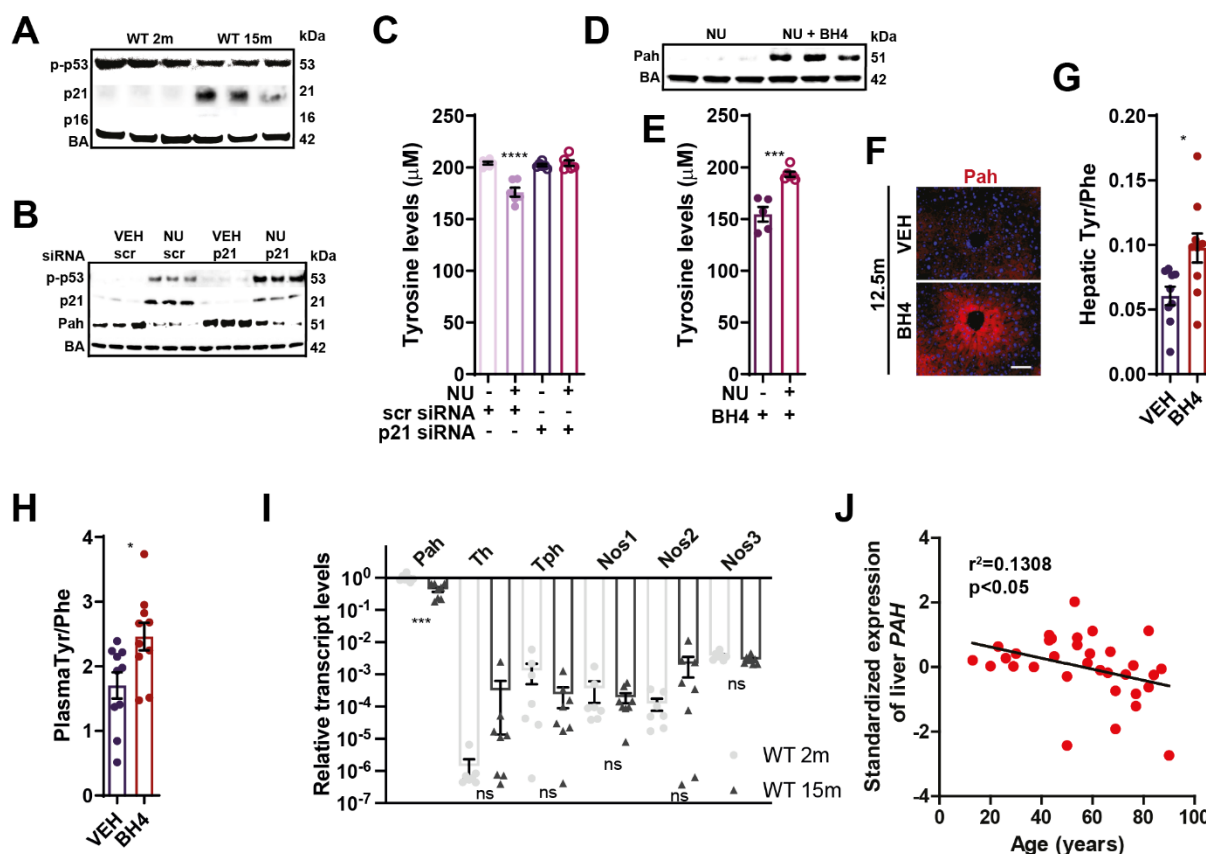 A
WT 2m WT 15m kDa
p-p53 53
p21 21
p16 16
BA 42
B
VEH NU VEH NU
siRNA scr scr p21 p21 kDa
p-p53 53
p21 21
Pah 51
BA 42
C
Tyrosine levels (μM)
250
200
150
100
50
0
****
NU - + - +
scr siRNA + + - -
p21 siRNA - - + +
D
NU NU + BH4 kDa
Pah 51
BA 42
E
Tyrosine levels (μM)
250
200
150
100
50
0
***
NU - +
BH4 + +
F
Pah
12.5m
VEH
BH4
G
Hepatic Tyr/Phe
0.20
0.15
0.10
0.05
0.00
*
VEH
BH4
H
PlasmaTyr/Phe
4
3
2
1
0
*
VEH
BH4
I
Relative transcript levels
Pah Th Tph Nos1 Nos2 Nos3
10⁰
10⁻¹
10⁻²
10⁻³
10⁻⁴
10⁻⁵
10⁻⁶
10⁻⁷
***
ns
ns
ns
ns
ns
WT 2m
WT 15m
J
Standardized expression
of liver PAH
r²=0.1308
p<0.05
4
2
0
-2
-4
0 20 40 60 80 100
Age (years)